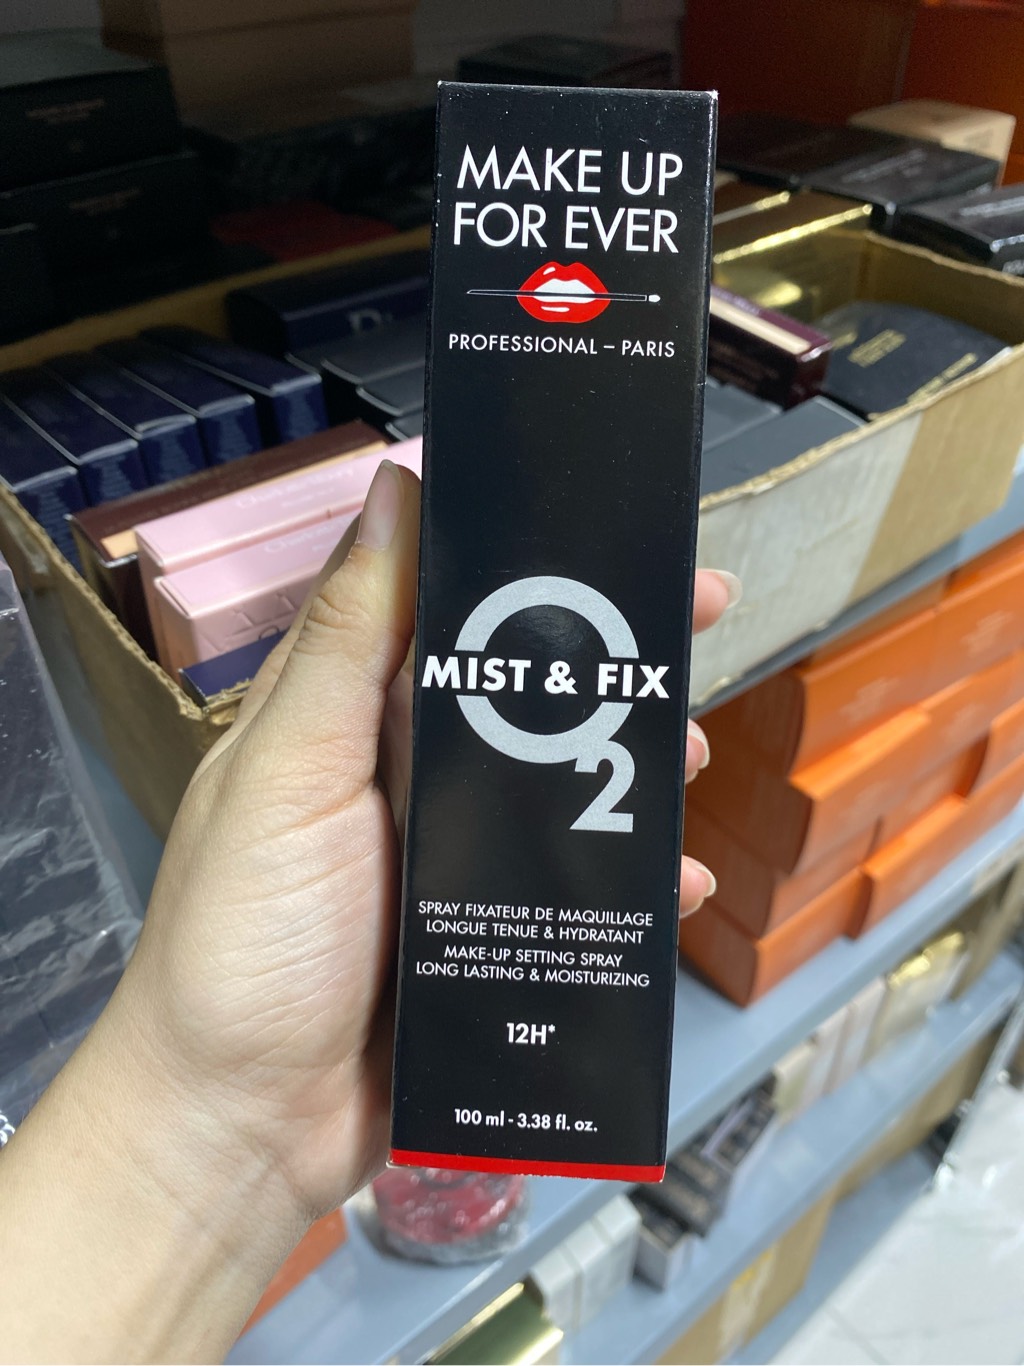 MAKE UP
FOR EVER
PROFESSIONAL – PARIS
MIST & FIX
O2
SPRAY FIXATEUR DE MAQUILLAGE
LONGUE TENUE & HYDRATANT
MAKE-UP SETTING SPRAY
LONG LASTING & MOISTURIZING
12H*
100 ml - 3.38 fl. oz.